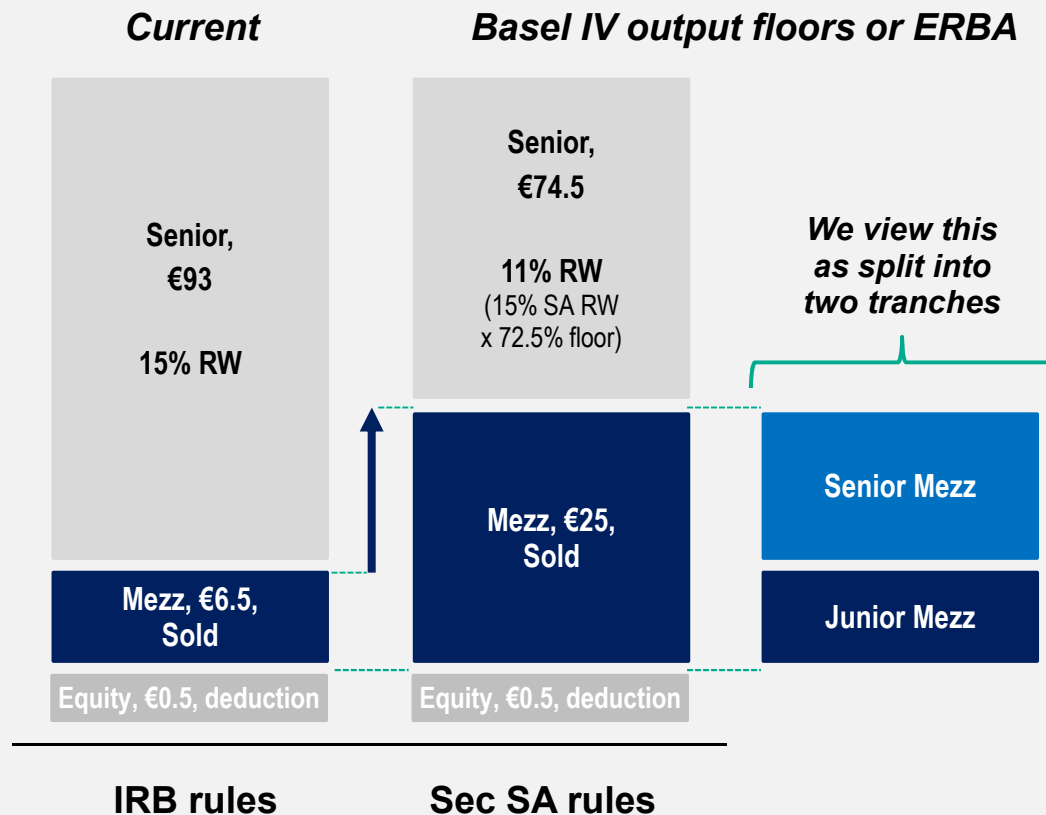 Current
Basel IV output floors or ERBA
Senior,
€93
15% RW
Mezz, €6.5,
Sold
Equity, €0.5, deduction
IRB rules
Senior,
€74.5
11% RW
(15% SA RW
x 72.5% floor)
Mezz, €25,
Sold
Equity, €0.5, deduction
Sec SA rules
We view this
as split into
two tranches
Senior Mezz
Junior Mezz